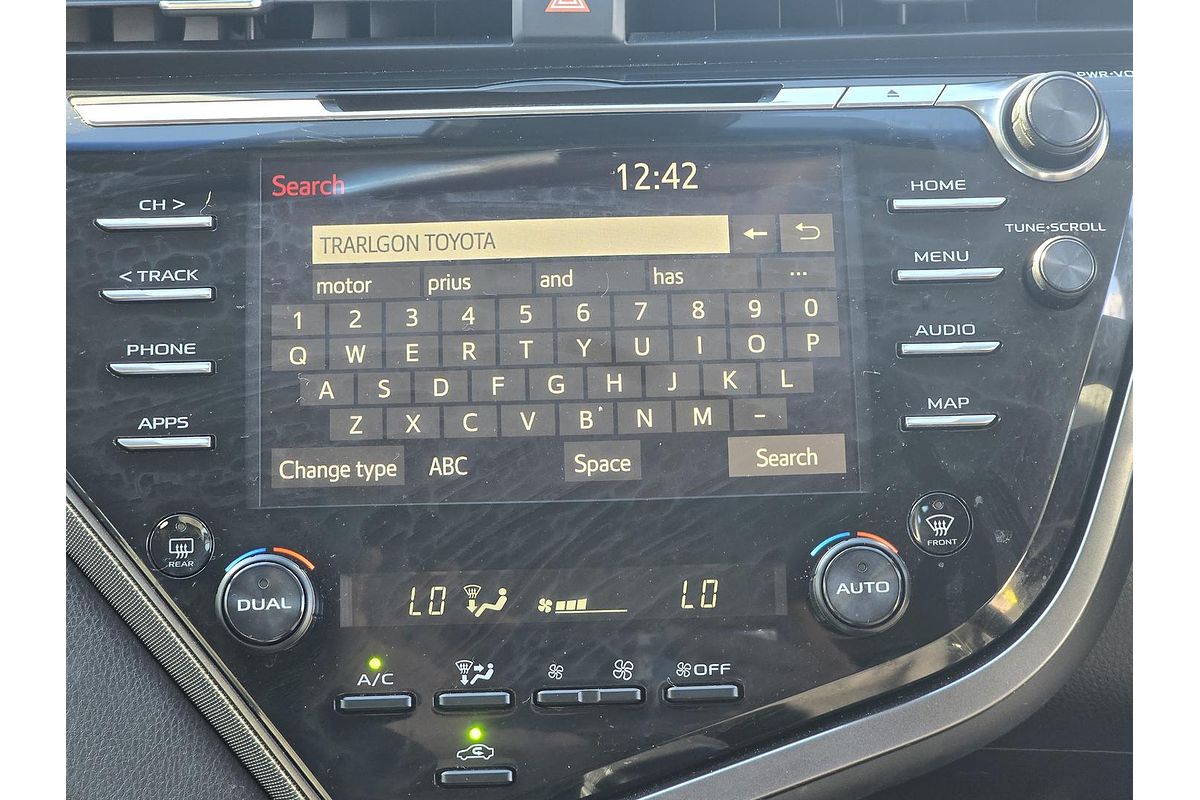 PWR•VO
Search 12:42
CH > HOME
TRARLGON TOYOTA
TUNE•SCROLL
motor prius and has ...
< TRACK MENU
1 2 3 4 5 6 7 8 9 0
Q W E R T Y U I O P
PHONE AUDIO
A S D F G H J K L
APPS MAP
Z X C V B N M -
Change type ABC Space Search
REAR FRONT
DUAL LO LO AUTO
A/C OFF